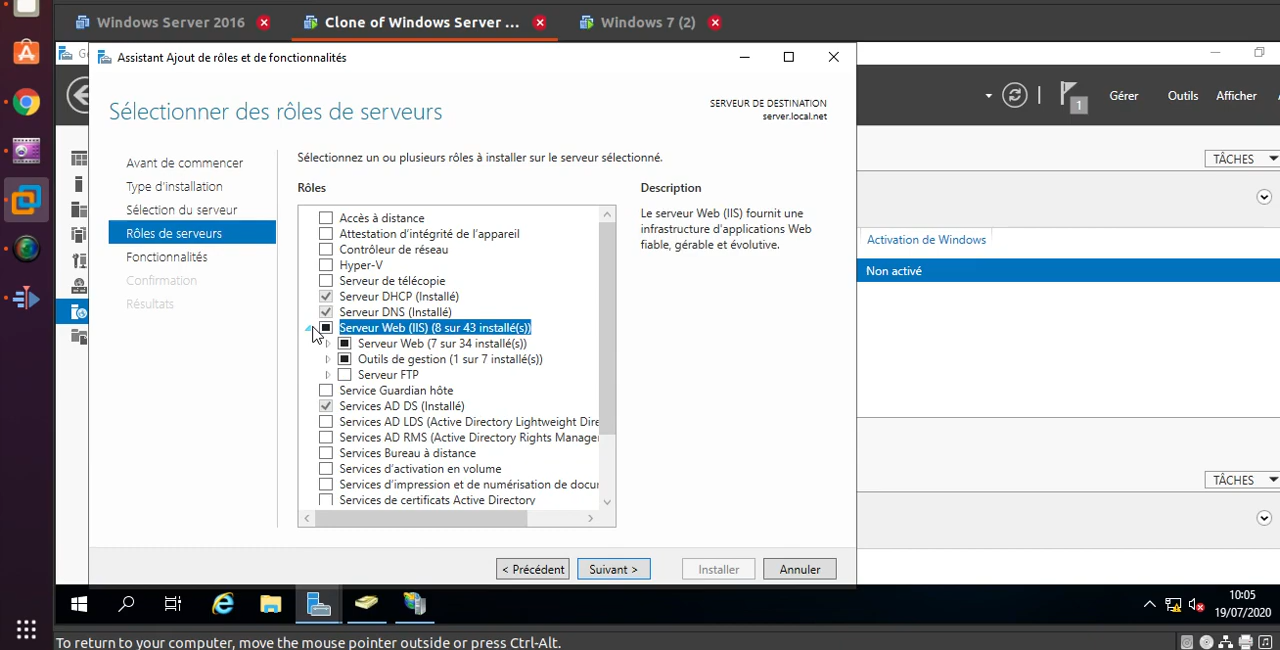 Windows Server 2016
Clone of Windows Server ...
Windows 7 (2)
Assistant Ajout de rôles et de fonctionnalités
Sélectionner des rôles de serveurs
SERVEUR DE DESTINATION
server.local.net
1
Gérer
Outils
Afficher
Avant de commencer
Type d'installation
Sélection du serveur
Rôles de serveurs
Fonctionnalités
Confirmation
Résultats
Sélectionnez un ou plusieurs rôles à installer sur le serveur sélectionné.
Rôles
Accès à distance
Attestation d'intégrité de l'appareil
Contrôleur de réseau
Hyper-V
Serveur de télécopie
Serveur DHCP (Installé)
Serveur DNS (Installé)
Serveur Web (IIS) (8 sur 43 installé(s))
Serveur Web (7 sur 34 installé(s))
Outils de gestion (1 sur 7 installé(s))
Serveur FTP
Service Guardian hôte
Services AD DS (Installé)
Services AD LDS (Active Directory Lightweight Dire
Services AD RMS (Active Directory Rights Manager
Services Bureau à distance
Services d'activation en volume
Services d'impression et de numérisation de docu
Services de certificats Active Directory
Description
Le serveur Web (IIS) fournit une
infrastructure d'applications Web
fiable, gérable et évolutive.
< Précédent
Suivant >
Installer
Annuler
TÂCHES
Activation de Windows
Non activé
TÂCHES
10:05
19/07/2020
To return to your computer, move the mouse pointer outside or press Ctrl-Alt.